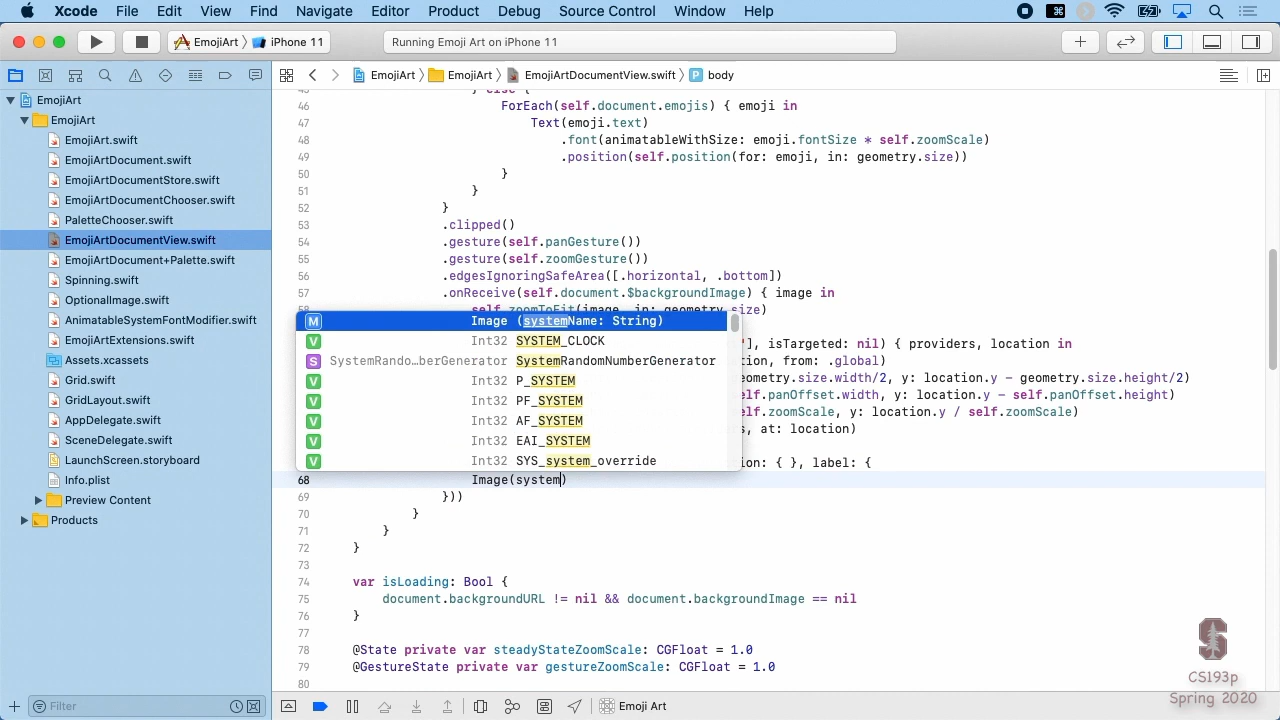 Xcode File Edit View Find Navigate Editor Product Debug Source Control Window Help
EmojiArt iPhone 11
Running Emoji Art on iPhone 11
EmojiArt EmojiArt EmojiArtDocumentView.swift P body
EmojiArt
EmojiArt
EmojiArt.swift
EmojiArtDocument.swift
EmojiArtDocumentStore.swift
EmojiArtDocumentChooser.swift
PaletteChooser.swift
EmojiArtDocumentView.swift
EmojiArtDocument+Palette.swift
Spinning.swift
OptionalImage.swift
AnimatableSystemFontModifier.swift
EmojiArtExtensions.swift
Assets.xcassets
Grid.swift
GridLayout.swift
AppDelegate.swift
SceneDelegate.swift
LaunchScreen.storyboard
Info.plist
Preview Content
Products
Filter
45 } else {
46 ForEach(self.document.emojis) { emoji in
47 Text(emoji.text)
48 .font(animatableWithSize: emoji.fontSize * self.zoomScale)
49 .position(self.position(for: emoji, in: geometry.size))
50 }
51 }
52 }
53 .clipped()
54 .gesture(self.panGesture())
55 .gesture(self.zoomGesture())
56 .edgesIgnoringSafeArea([.horizontal, .bottom])
57 .onReceive(self.document.$backgroundImage) { image in
58 self.zoomToFit(image, in: geometry.size)
M Image (systemName: String)
V Int32 SYSTEM_CLOCK
S SystemRando…berGenerator SystemRandomNumberGenerator
V Int32 P_SYSTEM
V Int32 PF_SYSTEM
V Int32 AF_SYSTEM
V Int32 EAI_SYSTEM
V Int32 SYS_system_override
], isTargeted: nil) { providers, location in
tion, from: .global)
eometry.size.width/2, y: location.y - geometry.size.height/2)
elf.panOffset.width, y: location.y - self.panOffset.height)
elf.zoomScale, y: location.y / self.zoomScale)
rs, at: location)
ion: { }, label: {
68 Image(system)
69 }))
70 }
71 }
72 }
73
74 var isLoading: Bool {
75 document.backgroundURL != nil && document.backgroundImage == nil
76 }
77
78 @State private var steadyStateZoomScale: CGFloat = 1.0
79 @GestureState private var gestureZoomScale: CGFloat = 1.0
80
Emoji Art
CS193p
Spring 2020